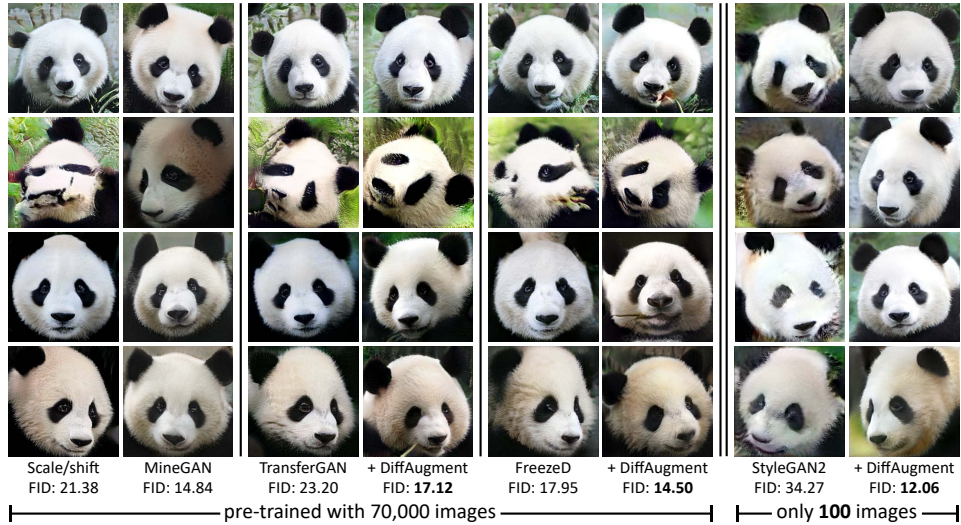 Scale/shift MineGAN TransferGAN + DiffAugment FreezeD + DiffAugment StyleGAN2 + DiffAugment
FID: 21.38 FID: 14.84 FID: 23.20 FID: 17.12 FID: 17.95 FID: 14.50 FID: 34.27 FID: 12.06
pre-trained with 70,000 images only 100 images